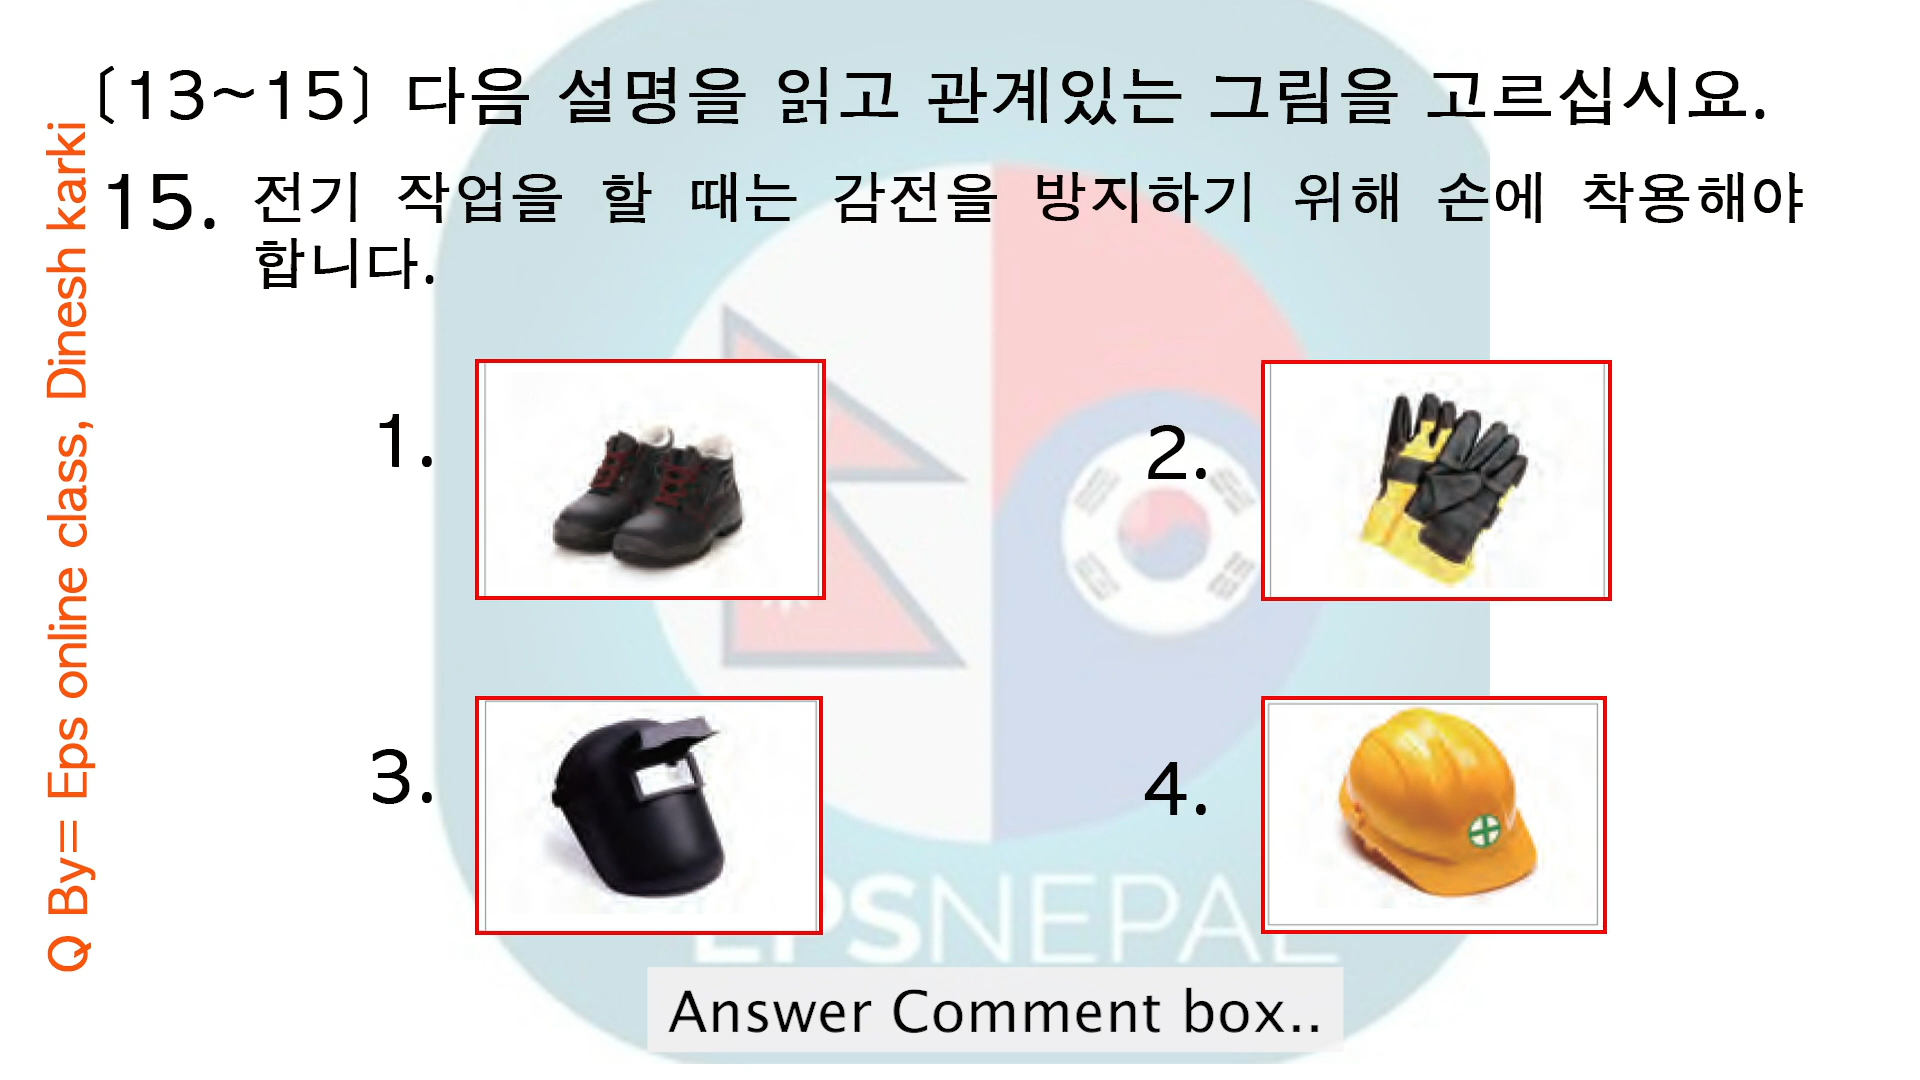 〔13~15〕 다음 설명을 읽고 관계있는 그림을 고르십시요.
15. 전기 작업을 할 때는 감전을 방지하기 위해 손에 착용해야
합니다.
1.
2.
3.
4.
EPSNEPAL
Answer Comment box..
Q By= Eps online class, Dinesh karki